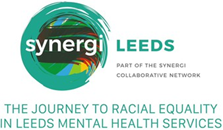 synergi LEEDS
PART OF THE SYNERGI
COLLABORATIVE NETWORK
THE JOURNEY TO RACIAL EQUALITY
IN LEEDS MENTAL HEALTH SERVICES